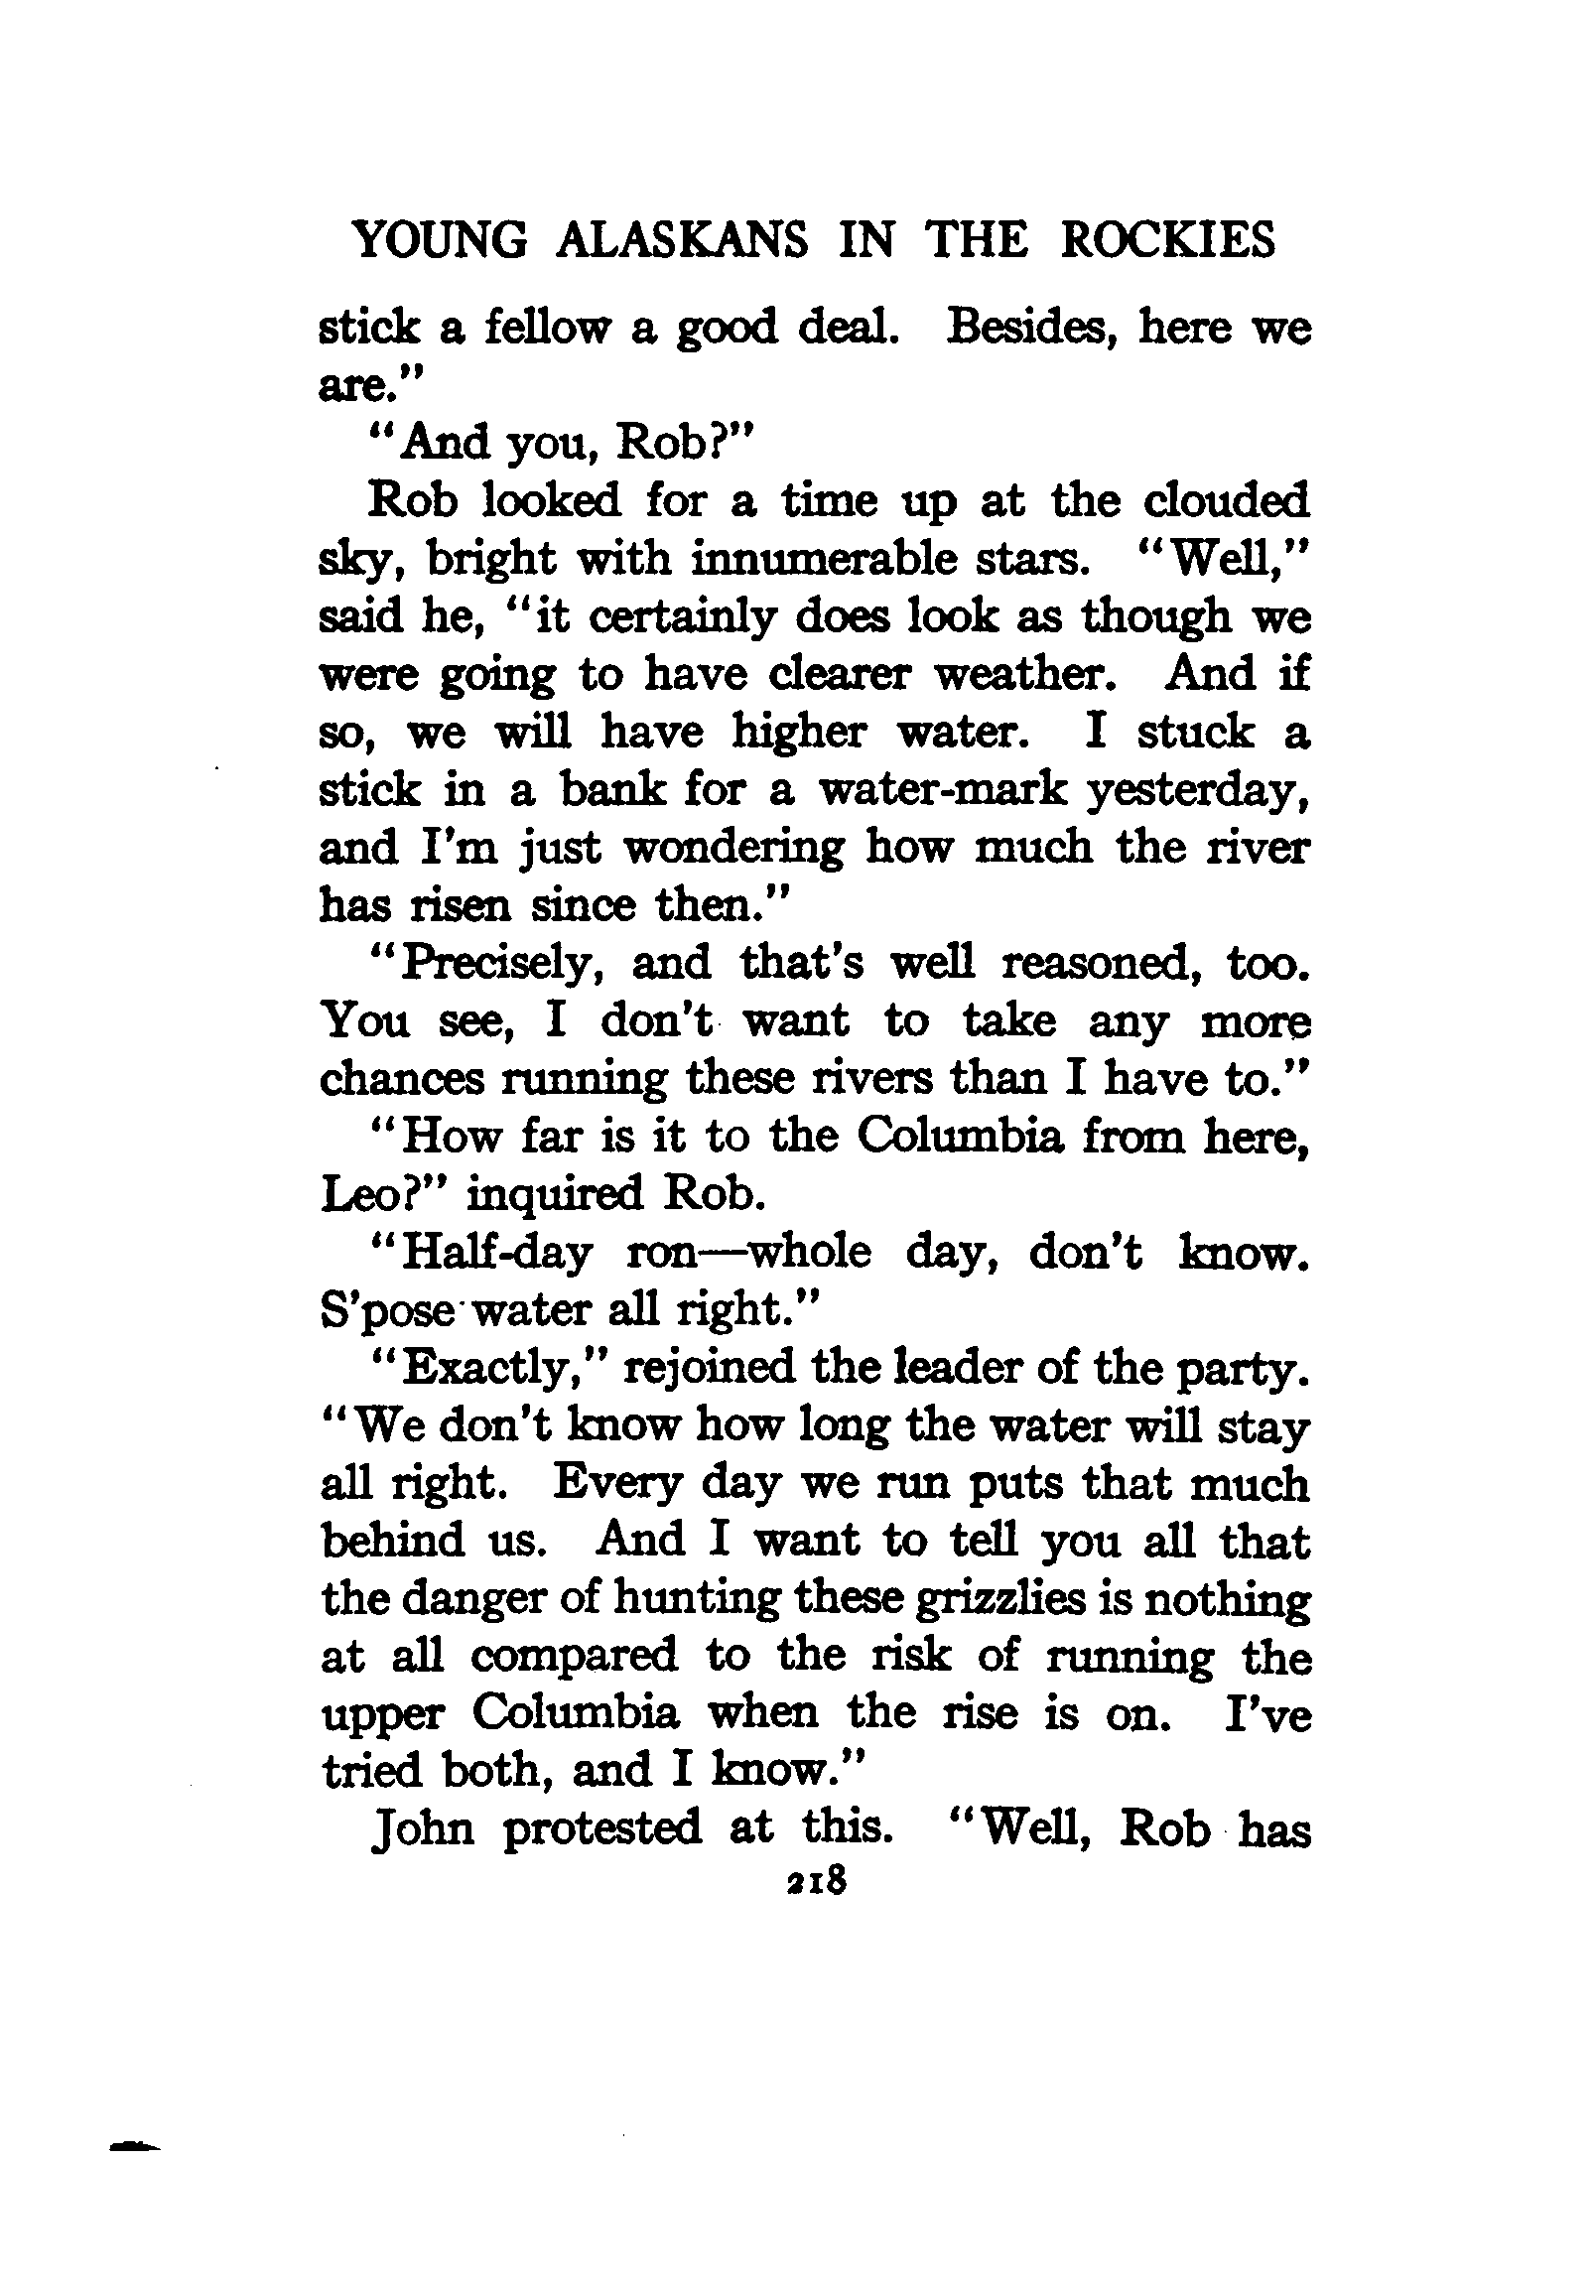 YOUNG ALASKANS IN THE ROCKIES
stick a fellow a good deal. Besides, here we
are."
"And you, Rob?"
Rob looked for a time up at the clouded
sky, bright with innumerable stars. "Well,"
said he, "it certainly does look as though we
were going to have clearer weather. And if
so, we will have higher water. I stuck a
stick in a bank for a water-mark yesterday,
and I'm just wondering how much the river
has risen since then."
"Precisely, and that's well reasoned, too.
You see, I don't want to take any more
chances running these rivers than I have to."
"How far is it to the Columbia from here,
Leo?" inquired Rob.
"Half-day ron—whole day, don't know.
S'pose water all right."
"Exactly," rejoined the leader of the party.
"We don't know how long the water will stay
all right. Every day we run puts that much
behind us. And I want to tell you all that
the danger of hunting these grizzlies is nothing
at all compared to the risk of running the
upper Columbia when the rise is on. I've
tried both, and I know."
John protested at this. "Well, Rob has
218